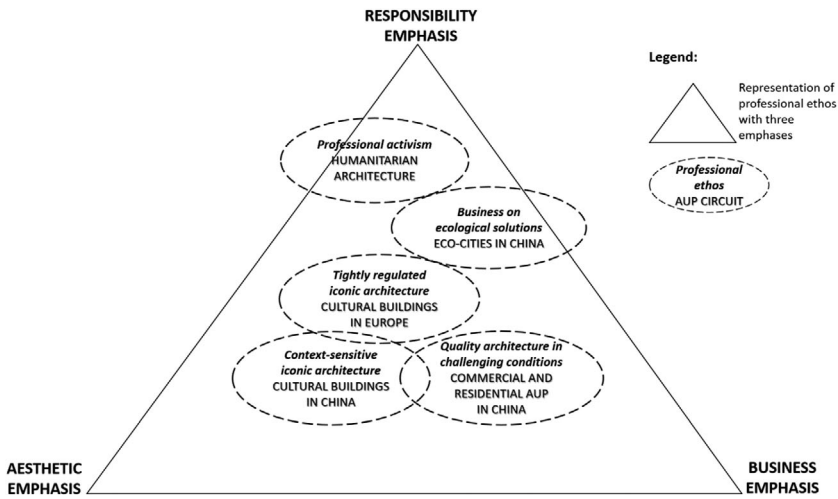 RESPONSIBILITY
EMPHASIS
Legend:
Representation of
professional ethos
with three
emphases
Professional
ethos
AUP CIRCUIT
Professional activism
HUMANITARIAN
ARCHITECTURE
Business on
ecological solutions
ECO-CITIES IN CHINA
Tightly regulated
iconic architecture
CULTURAL BUILDINGS
IN EUROPE
Context-sensitive
iconic architecture
CULTURAL BUILDINGS
IN CHINA
Quality architecture in
challenging conditions
COMMERCIAL AND
RESIDENTIAL AUP
IN CHINA
AESTHETIC
EMPHASIS
BUSINESS
EMPHASIS